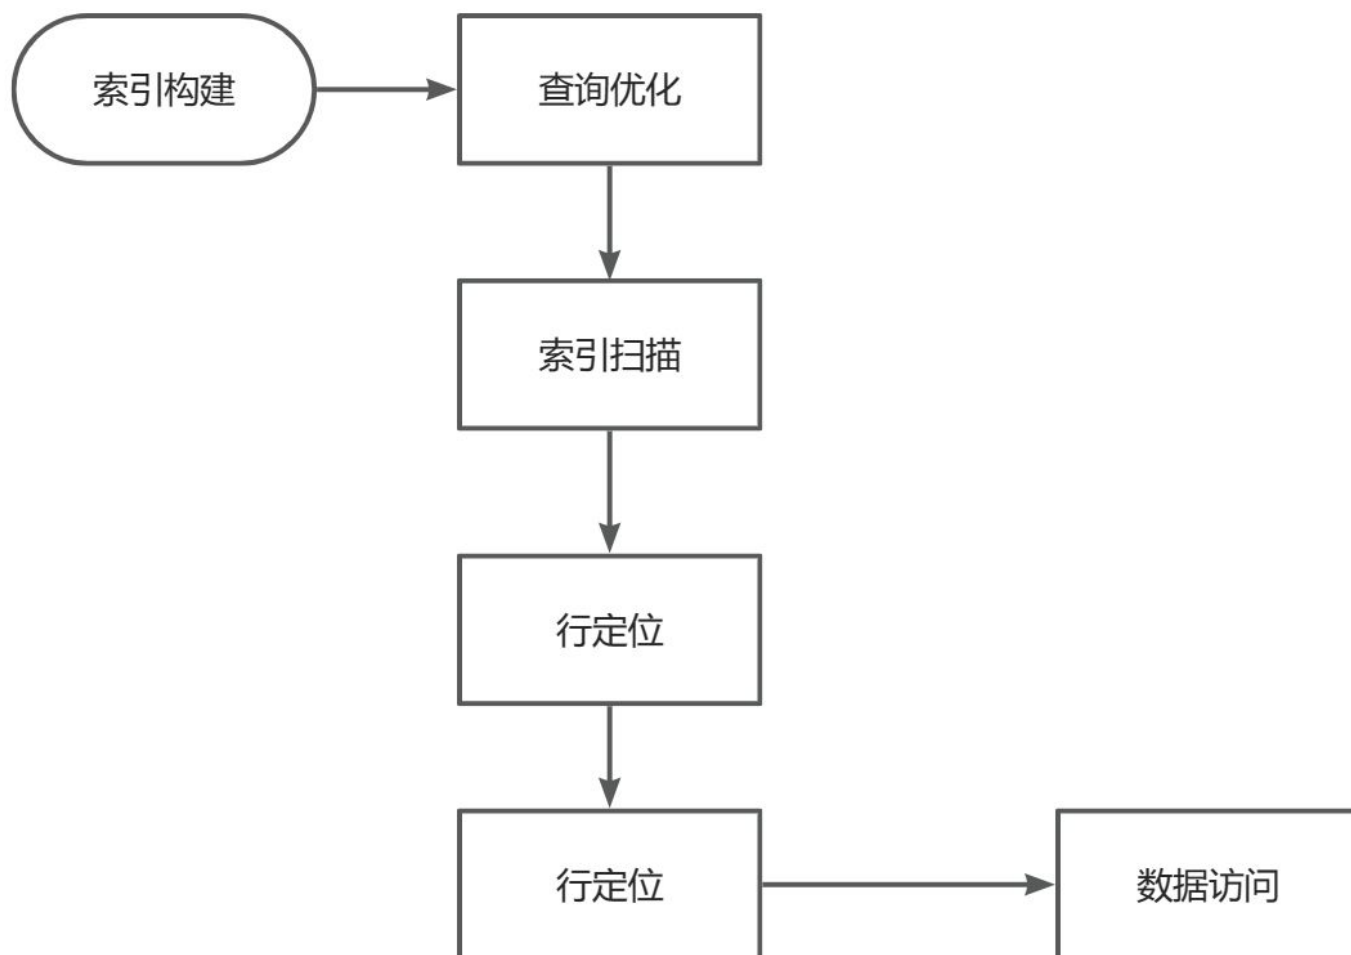 索引构建
查询优化
索引扫描
行定位
行定位
数据访问